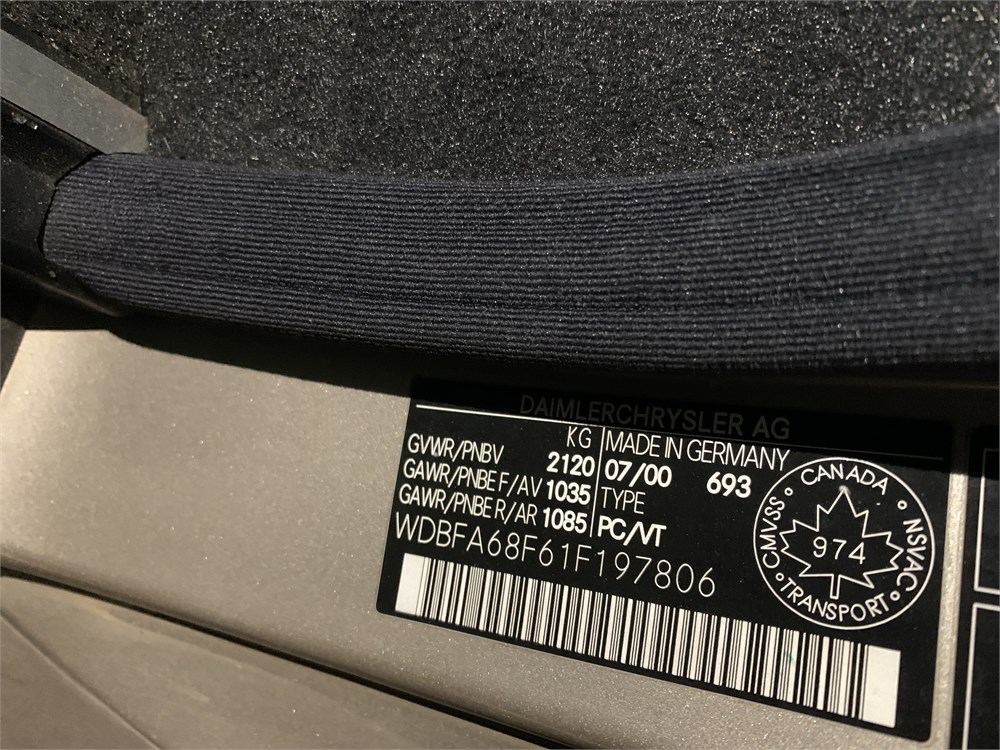 DAIMLERCHRYSLER AG
KG
GVWR/PNBV 2120
GAWR/PNBE F/AV 1035
GAWR/PNBE R/AR 1085
MADE IN GERMANY
07/00 693
TYPE
PC/VT
WDBFA68F61F197806
CANADA
CMVSS
NSVAC
974
TRANSPORT